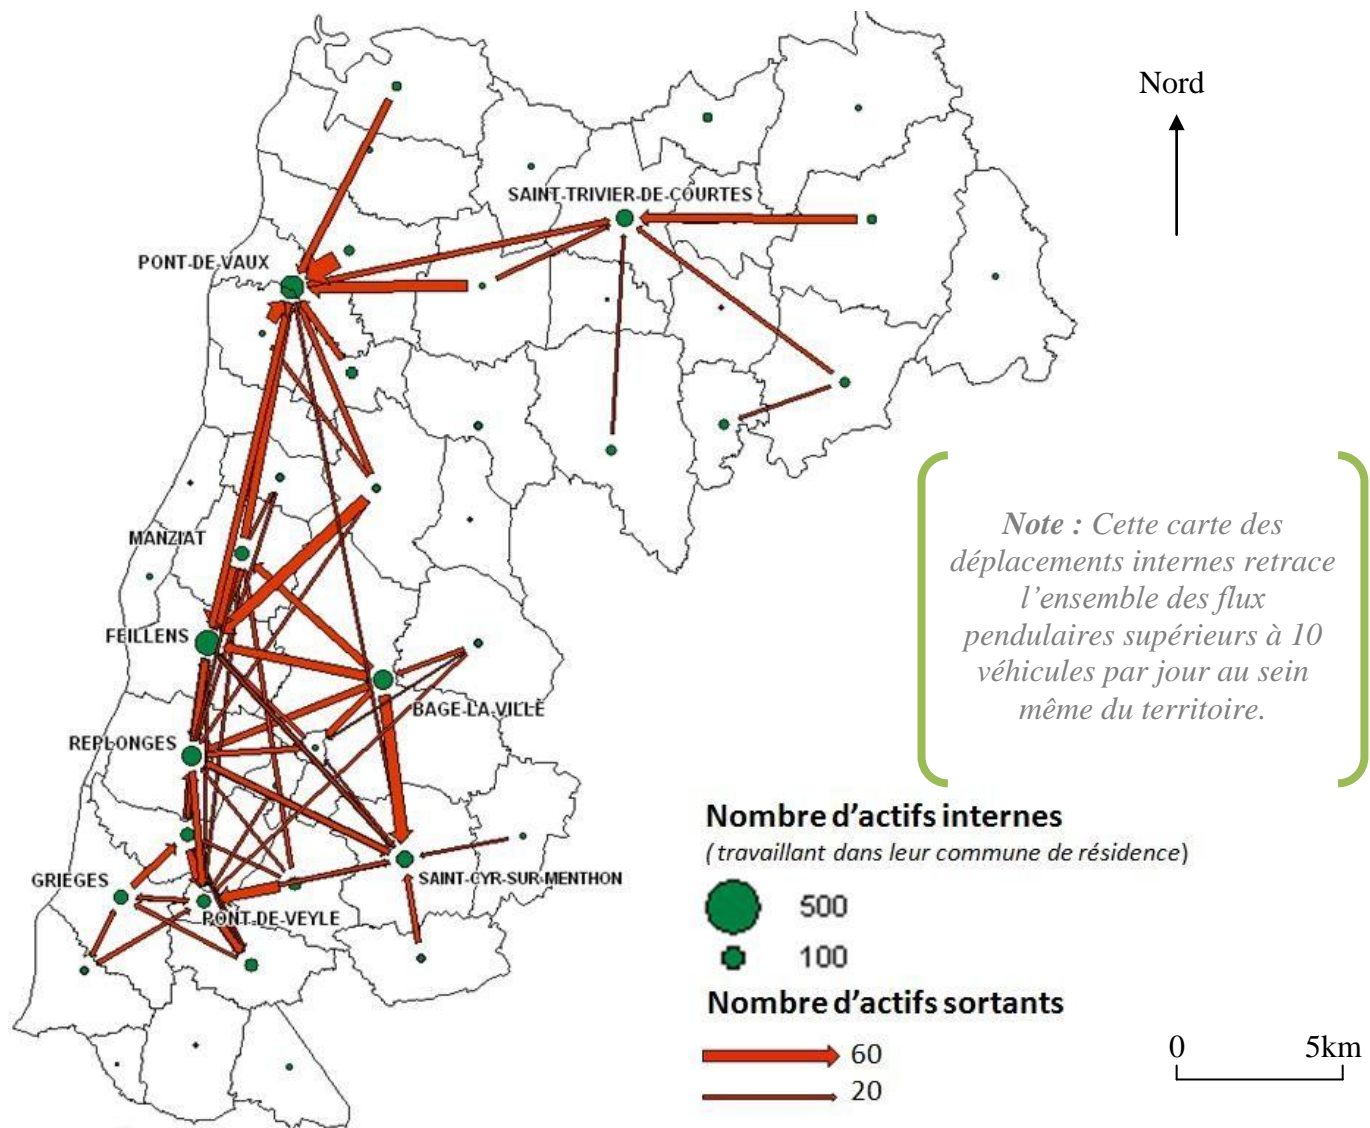 Nord
SAINT-TRIVIER-DE-COURTES
PONT-DE-VAUX
MANZIAT
FEILLENS
BAGE-LA-VILLE
REPLONGES
GRIEGES
SAINT-CYR-SUR-MENTHON
PONT-DE-VEYLE
Note : Cette carte des
déplacements internes retrace
l’ensemble des flux
pendulaires supérieurs à 10
véhicules par jour au sein
même du territoire.
Nombre d’actifs internes
(travaillant dans leur commune de résidence)
500
100
Nombre d’actifs sortants
60
20
0 5km